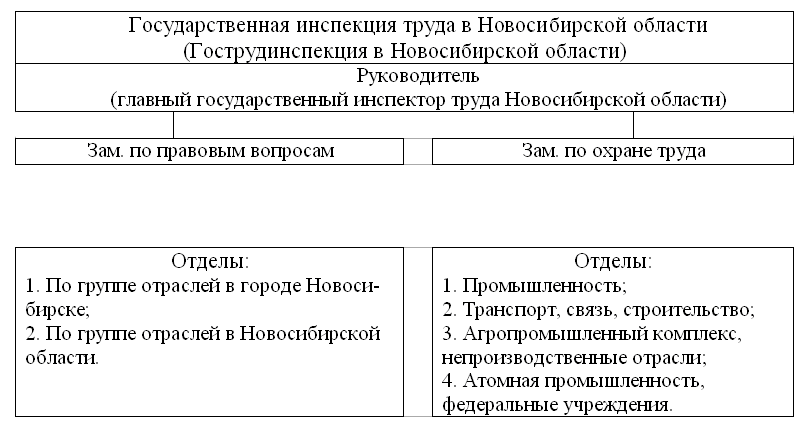 Государственная инспекция труда в Новосибирской области
(Гострудинспекция в Новосибирской области)
Руководитель
(главный государственный инспектор труда Новосибирской области)
Зам. по правовым вопросам
Зам. по охране труда
Отделы:
1. По группе отраслей в городе Новоси-
бирске;
2. По группе отраслей в Новосибирской
области.
Отделы:
1. Промышленность;
2. Транспорт, связь, строительство;
3. Агропромышленный комплекс,
непроизводственные отрасли;
4. Атомная промышленность,
федеральные учреждения.